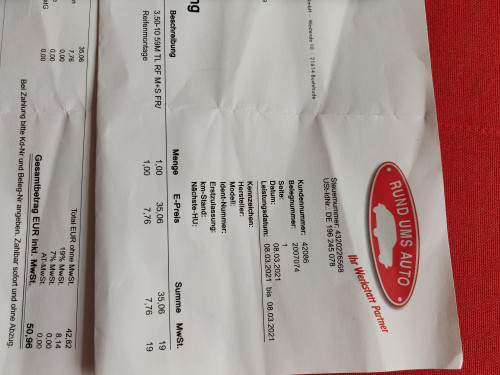 RUND UMS AUTO
Ihr Werkstatt Partner
Steuernummer: 4320226568
USt-IdNr.: DE 196 245 078
21614 Buxtehude
Kundennummer: 42086
Belegnummer: 2007074
Seite: 1
Datum: 08.03.2021
Leistungsdatum: 08.03.2021 bis 08.03.2021
Kennzeichen:
Hersteller:
Modell:
Ident-Nummer:
Erstzulassung:
km-Stand:
Nächste-HU:
ng
Beschreibung Menge E-Preis Summe MwSt.
3.50-10 59M TL RF M+S FR/ 1,00 35,06 35,06 19
Reifenmontage 1,00 7,76 7,76 19
35,06
7,76
0,00
0,00
Total EUR ohne MwSt. 42,82
19% MwSt. 8,14
7% MwSt. 0,00
AT-MwSt. 0,00
Gesamtbetrag EUR inkl. MwSt. 50,96
Bei Zahlung bitte Kd-Nr und Beleg-Nr angeben. Zahlbar sofort und ohne Abzug.